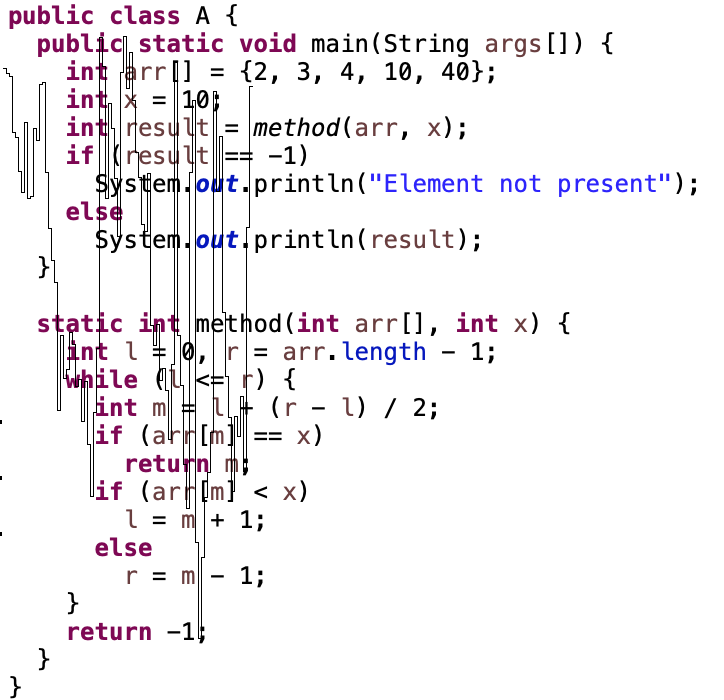 public class A {
public static void main(String args[]) {
int arr[] = {2, 3, 4, 10, 40};
int x = 10;
int result = method(arr, x);
if (result == -1)
System.out.println("Element not present");
else
System.out.println(result);
}
static int method(int arr[], int x) {
int l = 0, r = arr.length - 1;
while (l <= r) {
int m = l + (r - l) / 2;
if (arr[m] == x)
return m;
if (arr[m] < x)
l = m + 1;
else
r = m - 1;
}
return -1;
}
}